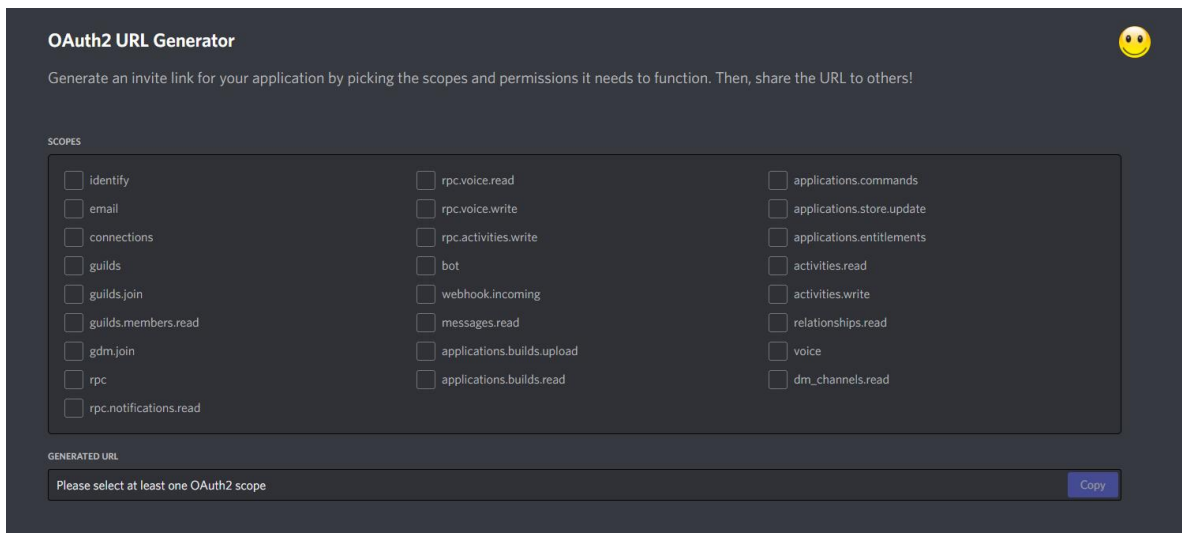 OAuth2 URL Generator
Generate an invite link for your application by picking the scopes and permissions it needs to function. Then, share the URL to others!
SCOPES
identify
email
connections
guilds
guilds.join
guilds.members.read
gdm.join
rpc
rpc.notifications.read
rpc.voice.read
rpc.voice.write
rpc.activities.write
bot
webhook.incoming
messages.read
applications.builds.upload
applications.builds.read
applications.commands
applications.store.update
applications.entitlements
activities.read
activities.write
relationships.read
voice
dm_channels.read
GENERATED URL
Please select at least one OAuth2 scope
Copy